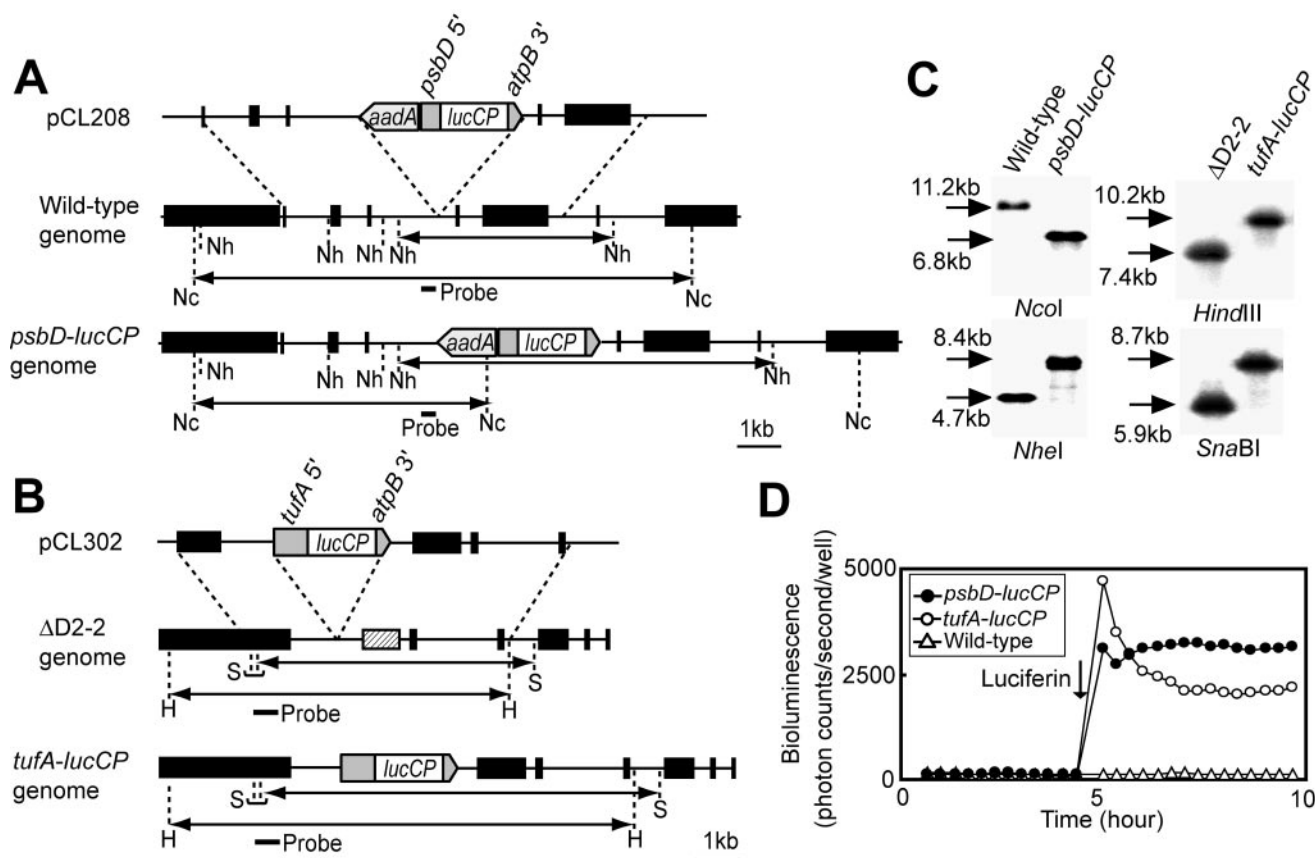 A
psbD 5'
atpB 3'
pCL208
aadA
lucCP
Wild-type
genome
Nh
Nh
Nh
Nh
Nh
Nc
Probe
Nc
psbD-lucCP
genome
aadA
lucCP
Nh
Nh
Nh
Nh
Nh
Nc
Probe
Nc
Nc
1kb
B
tufA 5'
atpB 3'
pCL302
lucCP
ΔD2-2
genome
S
S
H
Probe
H
tufA-lucCP
genome
lucCP
S
S
H
Probe
H
1kb
C
Wild-type
psbD-lucCP
11.2kb
6.8kb
NcoI
8.4kb
4.7kb
NheI
ΔD2-2
tufA-lucCP
10.2kb
7.4kb
HindIII
8.7kb
5.9kb
SnaBI
D
Bioluminescence
(photon counts/second/well)
5000
2500
0
psbD-lucCP
tufA-lucCP
Wild-type
Luciferin
0
5
10
Time (hour)